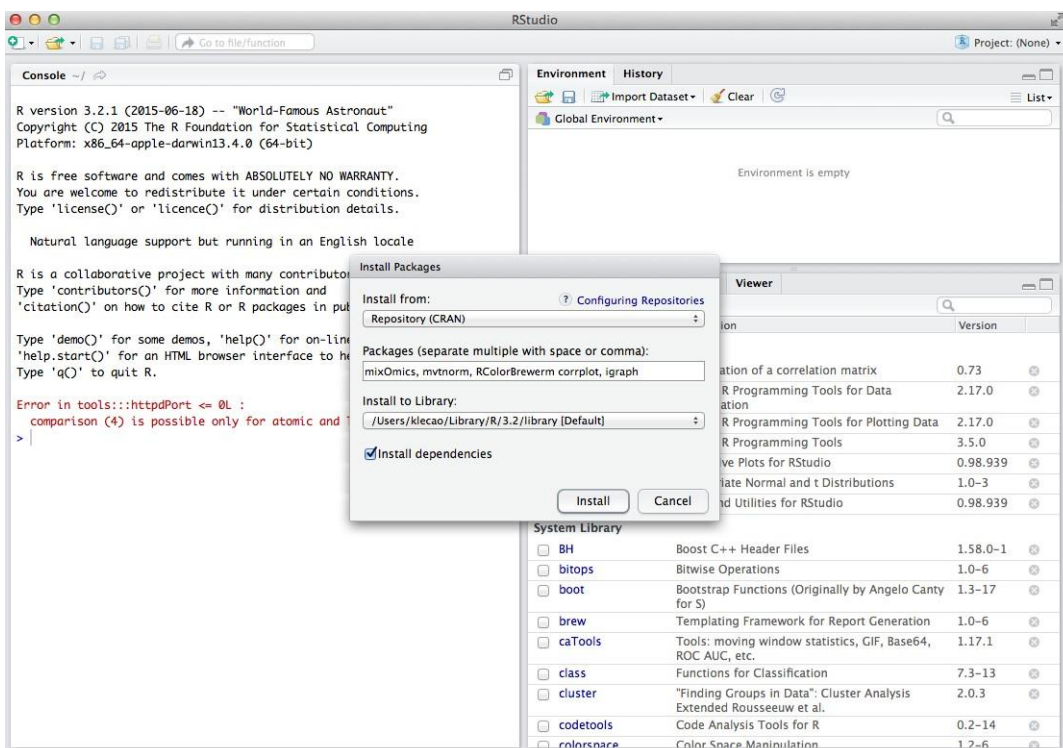 RStudio
Go to file/function
Project: (None)
Console ~/
R version 3.2.1 (2015-06-18) -- "World-Famous Astronaut"
Copyright (C) 2015 The R Foundation for Statistical Computing
Platform: x86_64-apple-darwin13.4.0 (64-bit)
R is free software and comes with ABSOLUTELY NO WARRANTY.
You are welcome to redistribute it under certain conditions.
Type 'license()' or 'licence()' for distribution details.
Natural language support but running in an English locale
R is a collaborative project with many contributo
Type 'contributors()' for more information and
'citation()' on how to cite R or R packages in pub
Type 'demo()' for some demos, 'help()' for on-line
'help.start()' for an HTML browser interface to he
Type 'q()' to quit R.
Error in tools:::httpdPort <= 0L :
comparison (4) is possible only for atomic and l
>
Install Packages
Install from:
? Configuring Repositories
Repository (CRAN)
Packages (separate multiple with space or comma):
mixOmics, mvtnorm, RColorBrewerm corrplot, igraph
Install to Library:
/Users/klecao/Library/R/3.2/library [Default]
Install dependencies
Install Cancel
Environment History
Import Dataset Clear List
Global Environment
Environment is empty
Viewer
ion Version
ation of a correlation matrix 0.73
R Programming Tools for Data 2.17.0
ation
R Programming Tools for Plotting Data 2.17.0
R Programming Tools 3.5.0
ve Plots for RStudio 0.98.939
iate Normal and t Distributions 1.0-3
nd Utilities for RStudio 0.98.939
System Library
BH Boost C++ Header Files 1.58.0-1
bitops Bitwise Operations 1.0-6
boot Bootstrap Functions (Originally by Angelo Canty 1.3-17
for S)
brew Templating Framework for Report Generation 1.0-6
caTools Tools: moving window statistics, GIF, Base64, 1.17.1
ROC AUC, etc.
class Functions for Classification 7.3-13
cluster "Finding Groups in Data": Cluster Analysis 2.0.3
Extended Rousseeuw et al.
codetools Code Analysis Tools for R 0.2-14
colorspace Color Space Manipulation 1.2-6